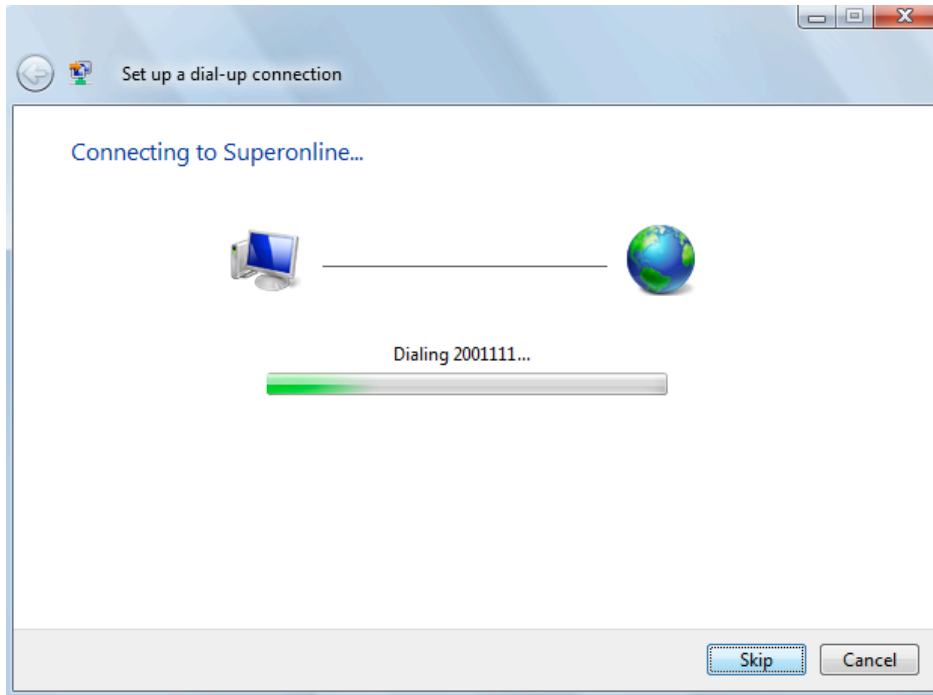 Set up a dial-up connection
Connecting to Superonline...
Dialing 2001111...
Skip Cancel